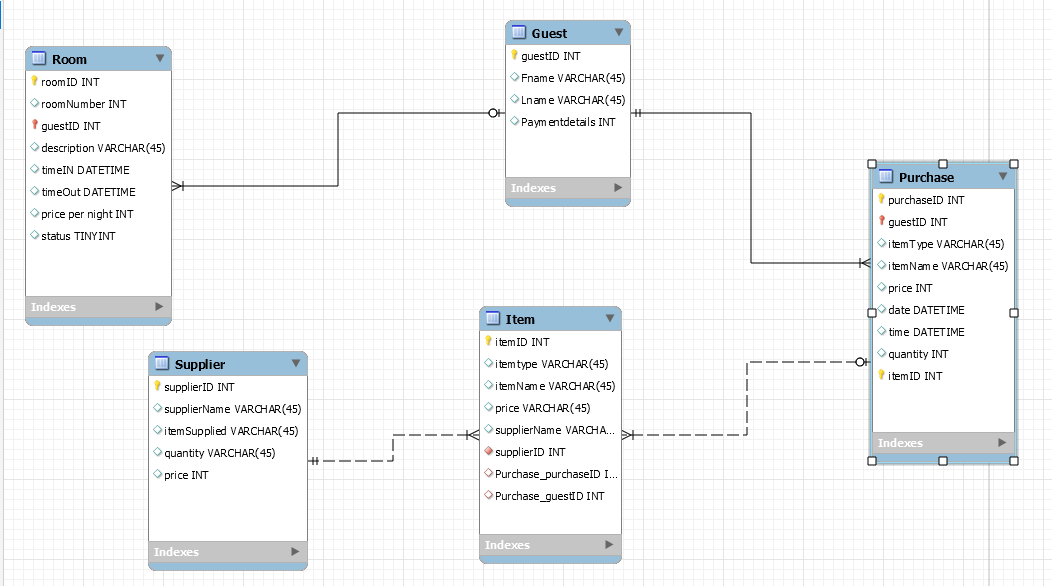 Room
roomID INT
roomNumber INT
guestID INT
description VARCHAR(45)
timeIN DATETIME
timeOut DATETIME
price per night INT
status TINYINT
Indexes
Guest
guestID INT
Fname VARCHAR(45)
Lname VARCHAR(45)
Paymentdetails INT
Indexes
Purchase
purchaseID INT
guestID INT
itemType VARCHAR(45)
itemName VARCHAR(45)
price INT
date DATETIME
time DATETIME
quantity INT
itemID INT
Indexes
Supplier
supplierID INT
supplierName VARCHAR(45)
itemSupplied VARCHAR(45)
quantity VARCHAR(45)
price INT
Indexes
Item
itemID INT
itemtype VARCHAR(45)
itemName VARCHAR(45)
price VARCHAR(45)
supplierName VARCHA...
supplierID INT
Purchase_purchaseID I...
Purchase_guestID INT
Indexes